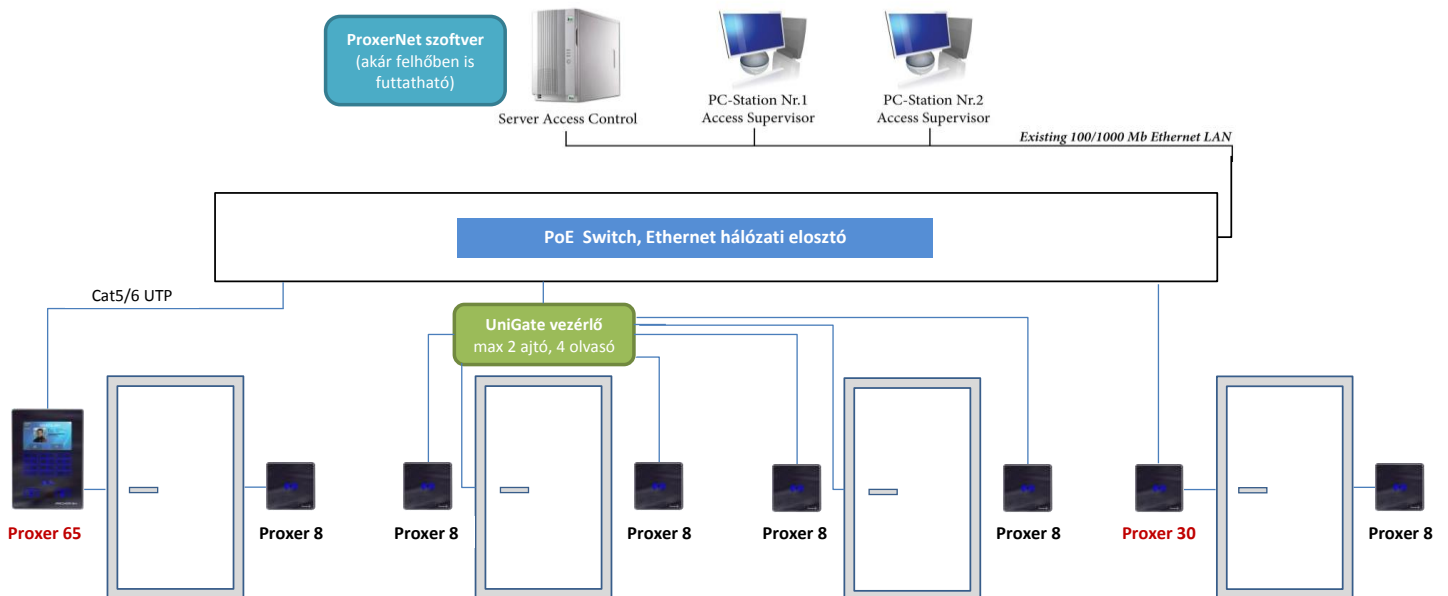 ProxerNet szoftver
(akár felhőben is
futtatható)
Server Access Control
PC-Station Nr.1
Access Supervisor
PC-Station Nr.2
Access Supervisor
Existing 100/1000 Mb Ethernet LAN
PoE Switch, Ethernet hálózati elosztó
Cat5/6 UTP
UniGate vezérlő
max 2 ajtó, 4 olvasó
Proxer 65
Proxer 8
Proxer 8
Proxer 8
Proxer 8
Proxer 8
Proxer 30
Proxer 8